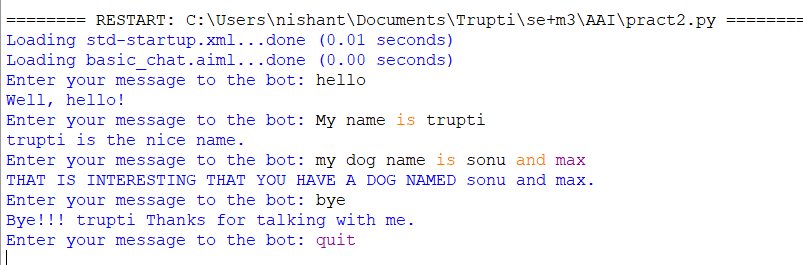 ======== RESTART: C:\Users\nishant\Documents\Trupti\se+m3\AAI\pract2.py ========
Loading std-startup.xml...done (0.01 seconds)
Loading basic_chat.aiml...done (0.00 seconds)
Enter your message to the bot: hello
Well, hello!
Enter your message to the bot: My name is trupti
trupti is the nice name.
Enter your message to the bot: my dog name is sonu and max
THAT IS INTERESTING THAT YOU HAVE A DOG NAMED sonu and max.
Enter your message to the bot: bye
Bye!!! trupti Thanks for talking with me.
Enter your message to the bot: quit